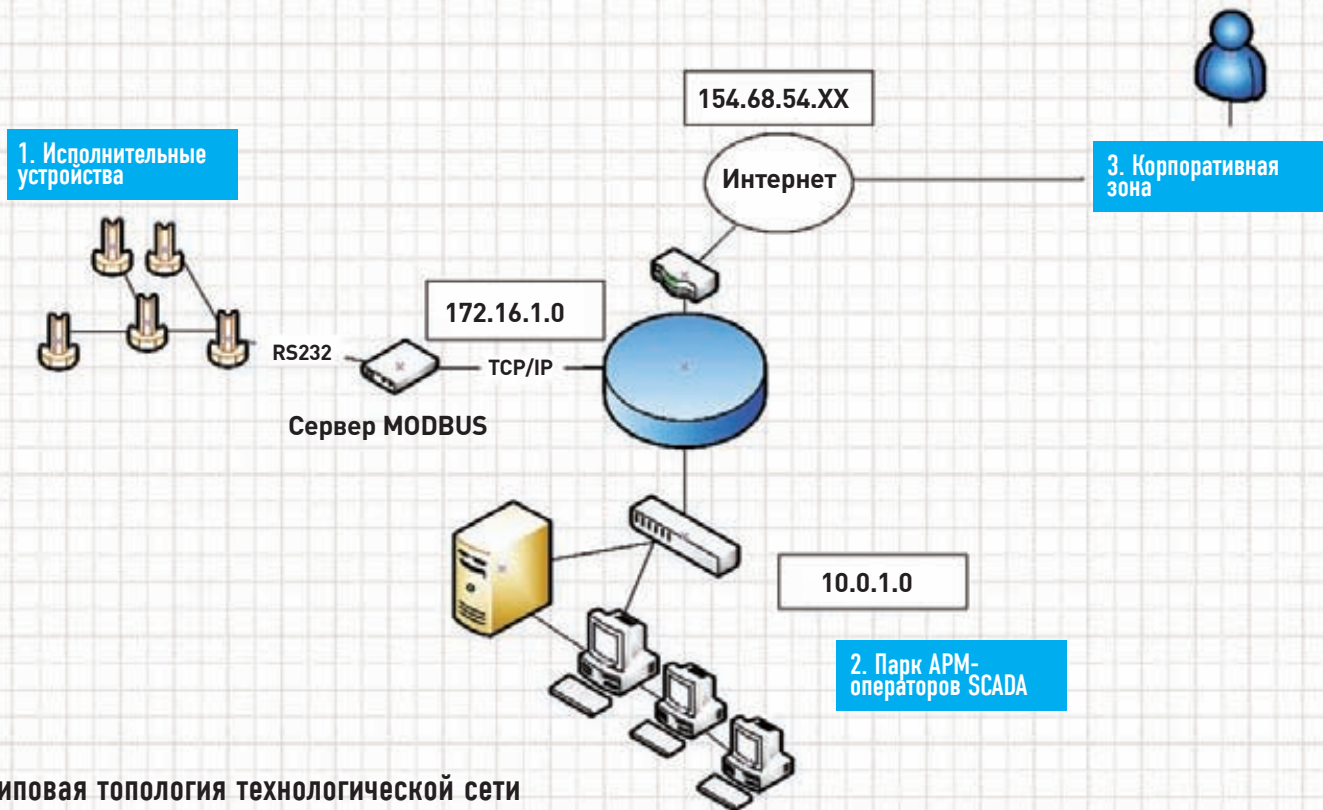 154.68.54.XX
1. Исполнительные
устройства
Интернет
3. Корпоративная
зона
172.16.1.0
RS232
TCP/IP
Сервер MODBUS
10.0.1.0
2. Парк АРМ-
операторов SCADA
иповая топология технологической сети